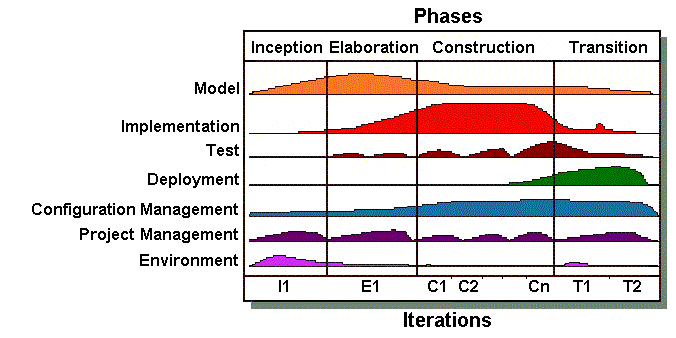 Phases
Inception Elaboration Construction Transition
Model
Implementation
Test
Deployment
Configuration Management
Project Management
Environment
I1 E1 C1 C2 Cn T1 T2
Iterations